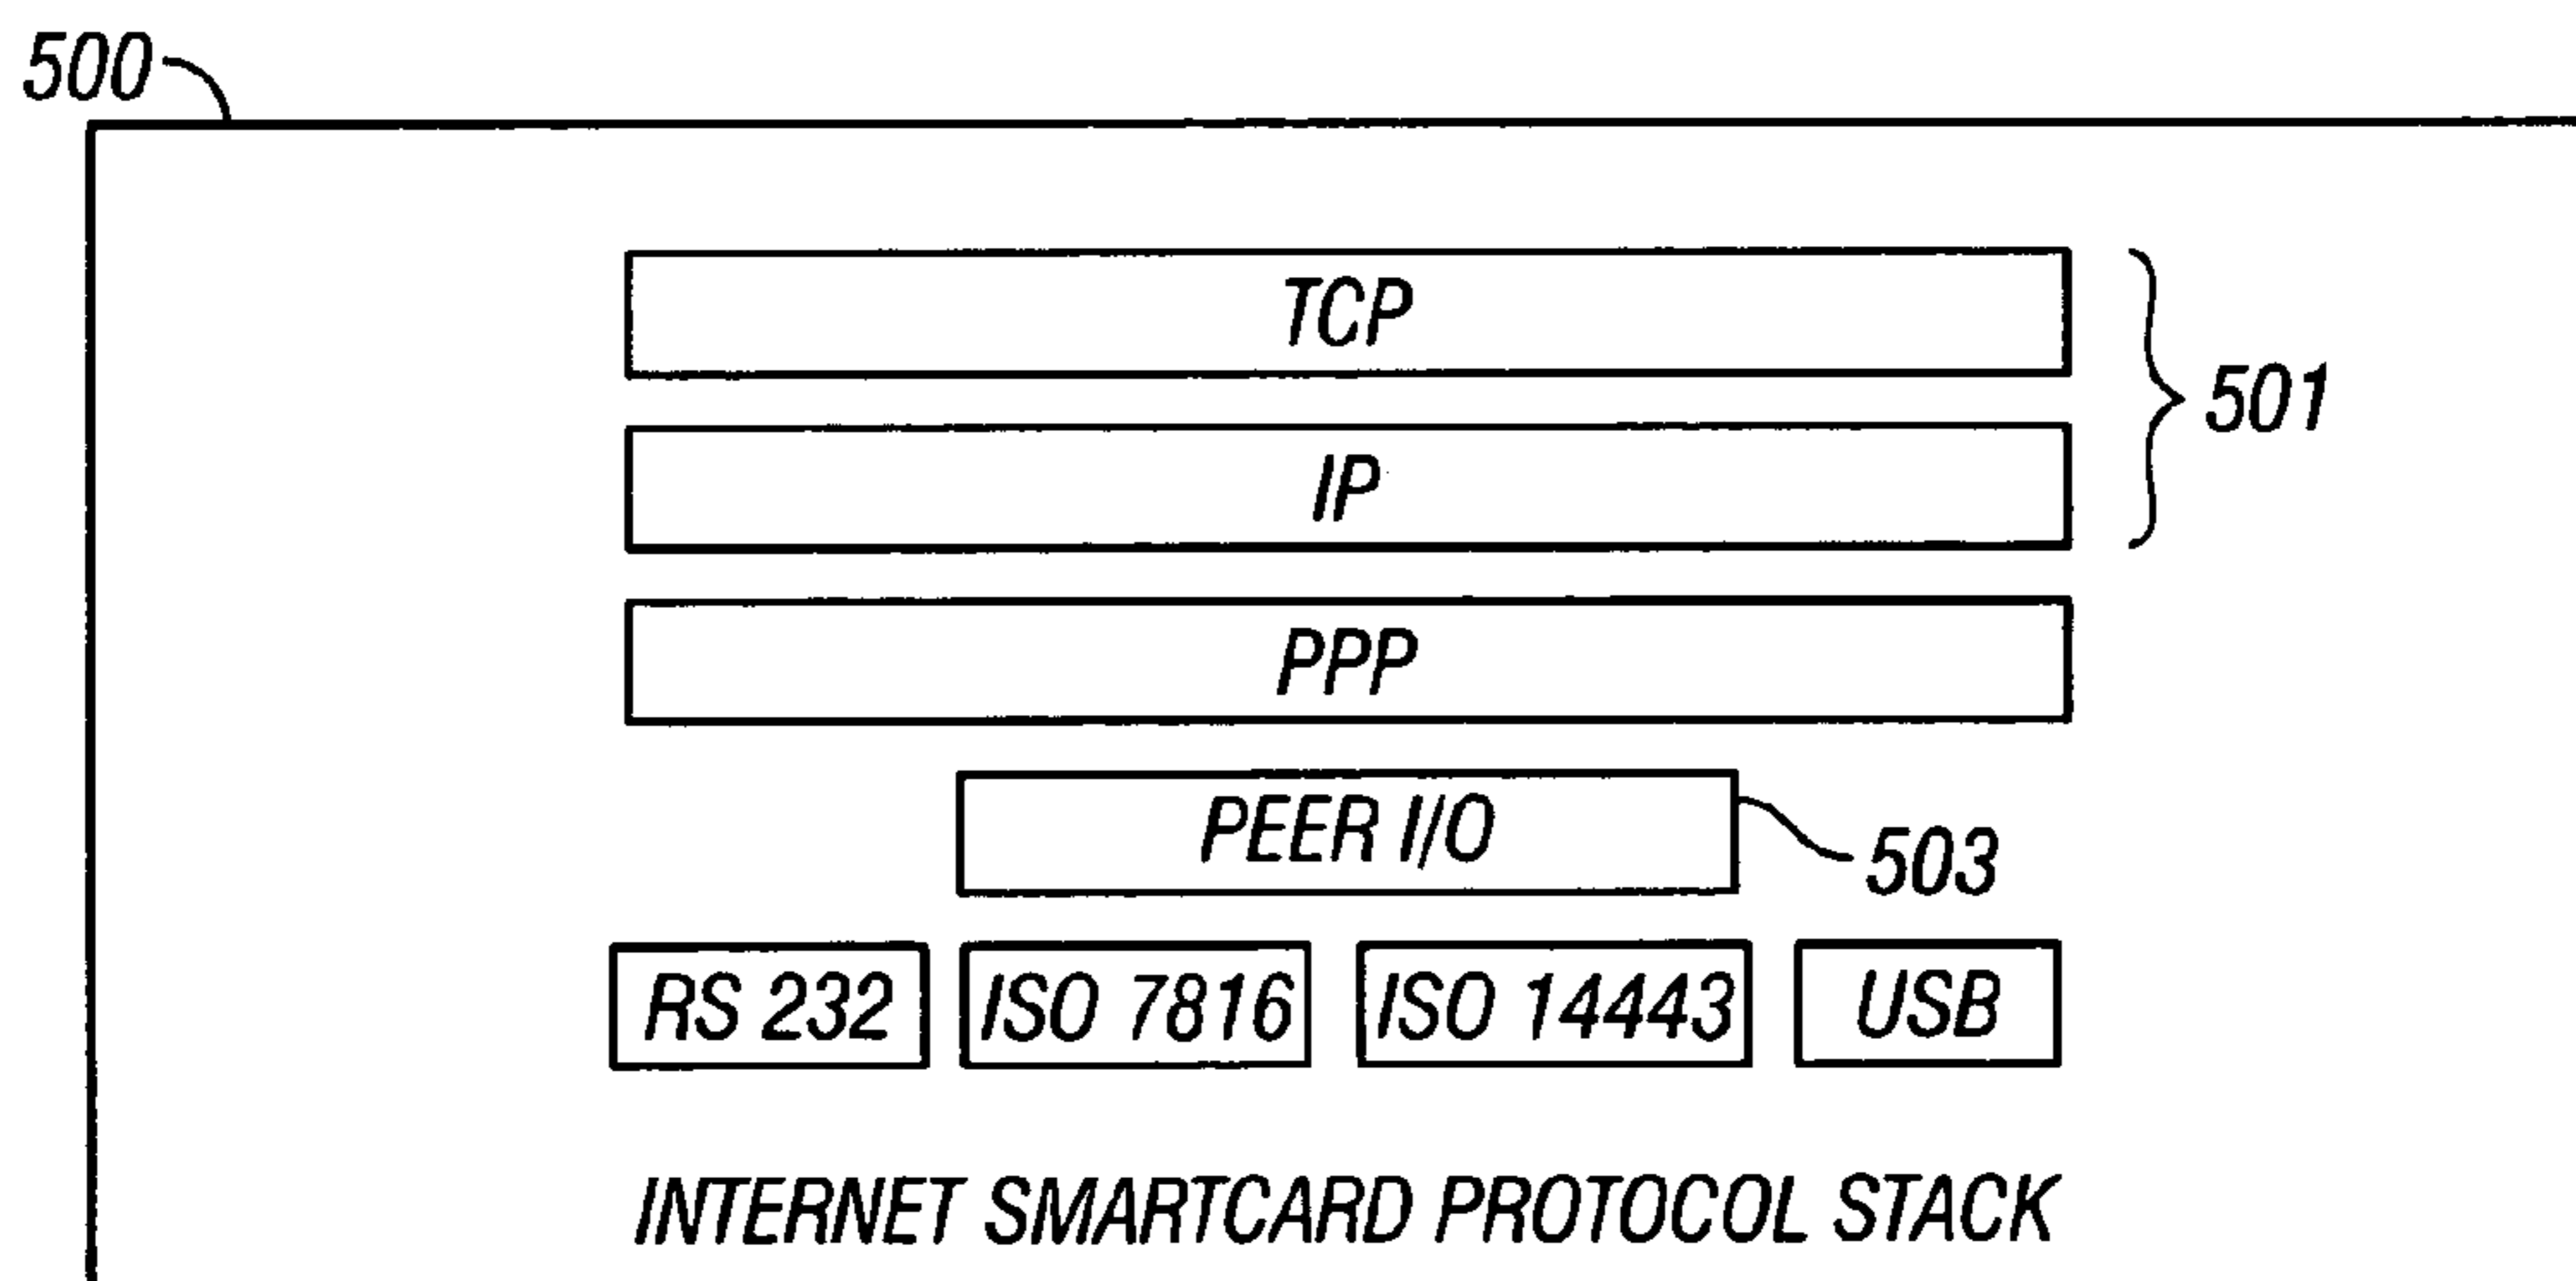 500
TCP
501
IP
PPP
PEER I/O
503
RS 232 ISO 7816 ISO 14443 USB
INTERNET SMARTCARD PROTOCOL STACK